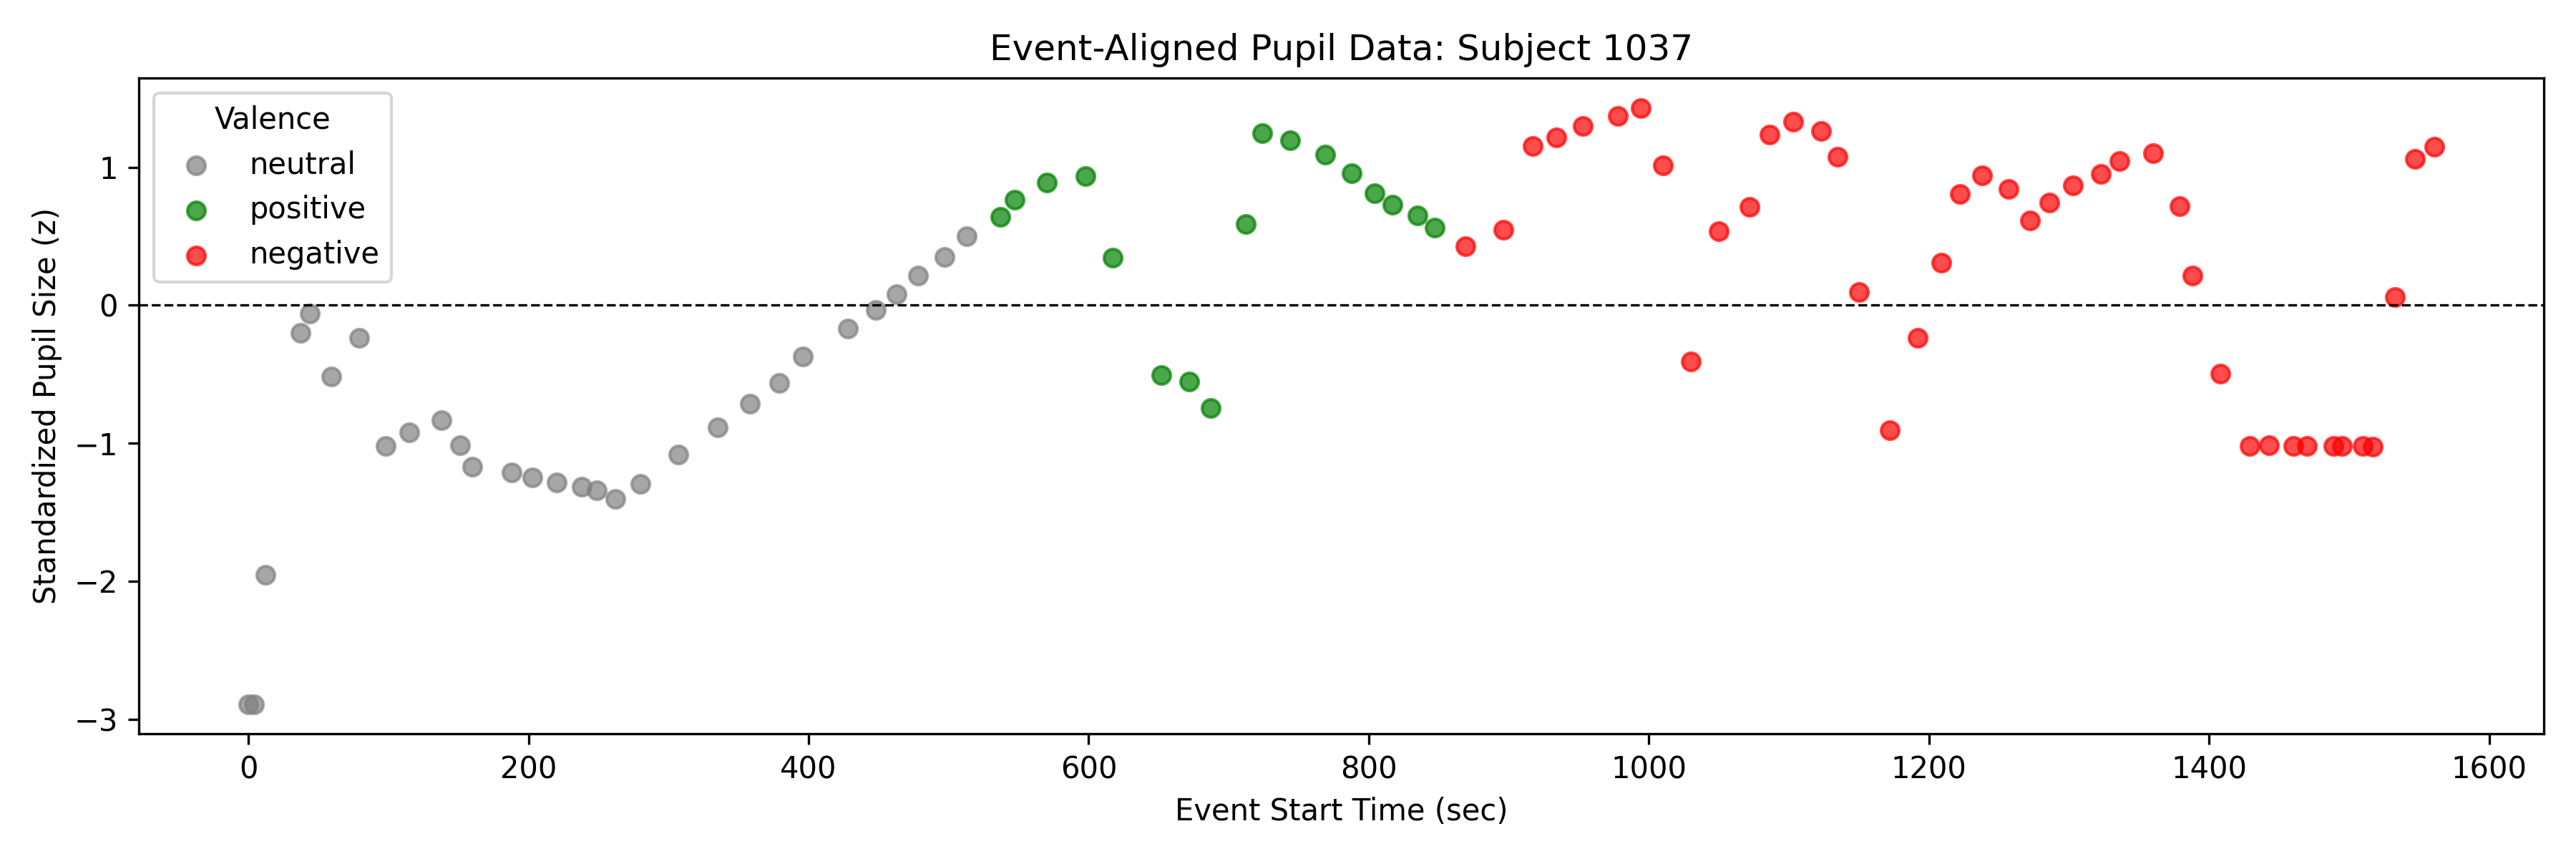 Event-Aligned Pupil Data: Subject 1037
Valence
neutral
positive
negative
Standardized Pupil Size (z)
1
0
−1
−2
−3
0 200 400 600 800 1000 1200 1400 1600
Event Start Time (sec)